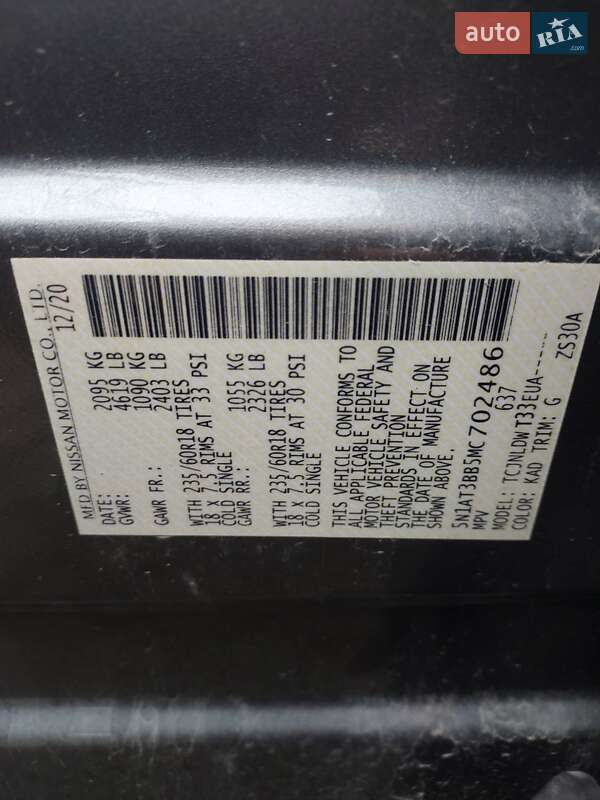 auto RIA .com
MFD BY NISSAN MOTOR CO., LTD.
DATE: 12/20
GVWR: 2095 KG
4619 LB
GAWR FR.: 1090 KG
2403 LB
WITH 235/60R18 TIRES
18 X 7.5 RIMS AT 33 PSI
COLD SINGLE
GAWR RR.: 1055 KG
2326 LB
WITH 235/60R18 TIRES
18 X 7.5 RIMS AT 30 PSI
COLD SINGLE
THIS VEHICLE CONFORMS TO
ALL APPLICABLE FEDERAL
MOTOR VEHICLE SAFETY AND
THEFT PREVENTION
STANDARDS IN EFFECT ON
THE DATE OF MANUFACTURE
SHOWN ABOVE.
5N1AT3BB5MC702486
MPV 637
MODEL: TCJNLDWT33EUA-----
COLOR: KAD TRIM: G ZS30A